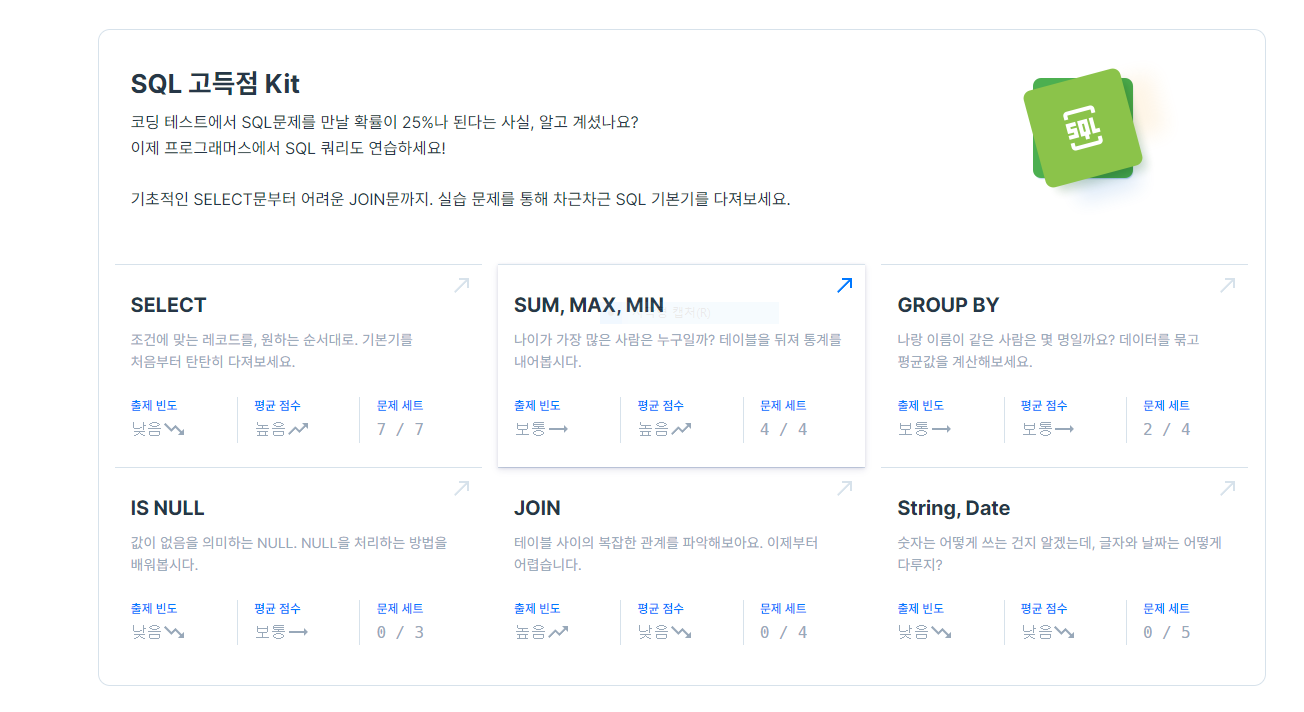 SQL 고득점 Kit
코딩 테스트에서 SQL문제를 만날 확률이 25%나 된다는 사실, 알고 계셨나요?
이제 프로그래머스에서 SQL 쿼리도 연습하세요!
기초적인 SELECT문부터 어려운 JOIN문까지. 실습 문제를 통해 차근차근 SQL 기본기를 다져보세요.
SQL
SELECT
조건에 맞는 레코드를, 원하는 순서대로. 기본기를
처음부터 탄탄히 다져보세요.
출제 빈도 평균 점수 문제 세트
낮음 높음 7 / 7
SUM, MAX, MIN
캡처(R)
나이가 가장 많은 사람은 누구일까? 테이블을 뒤져 통계를
내어봅시다.
출제 빈도 평균 점수 문제 세트
보통 높음 4 / 4
GROUP BY
나랑 이름이 같은 사람은 몇 명일까요? 데이터를 묶고
평균값을 계산해보세요.
출제 빈도 평균 점수 문제 세트
보통 보통 2 / 4
IS NULL
값이 없음을 의미하는 NULL. NULL을 처리하는 방법을
배워봅시다.
출제 빈도 평균 점수 문제 세트
낮음 보통 0 / 3
JOIN
테이블 사이의 복잡한 관계를 파악해보아요. 이제부터
어렵습니다.
출제 빈도 평균 점수 문제 세트
높음 낮음 0 / 4
String, Date
숫자는 어떻게 쓰는 건지 알겠는데, 글자와 날짜는 어떻게
다루지?
출제 빈도 평균 점수 문제 세트
낮음 낮음 0 / 5